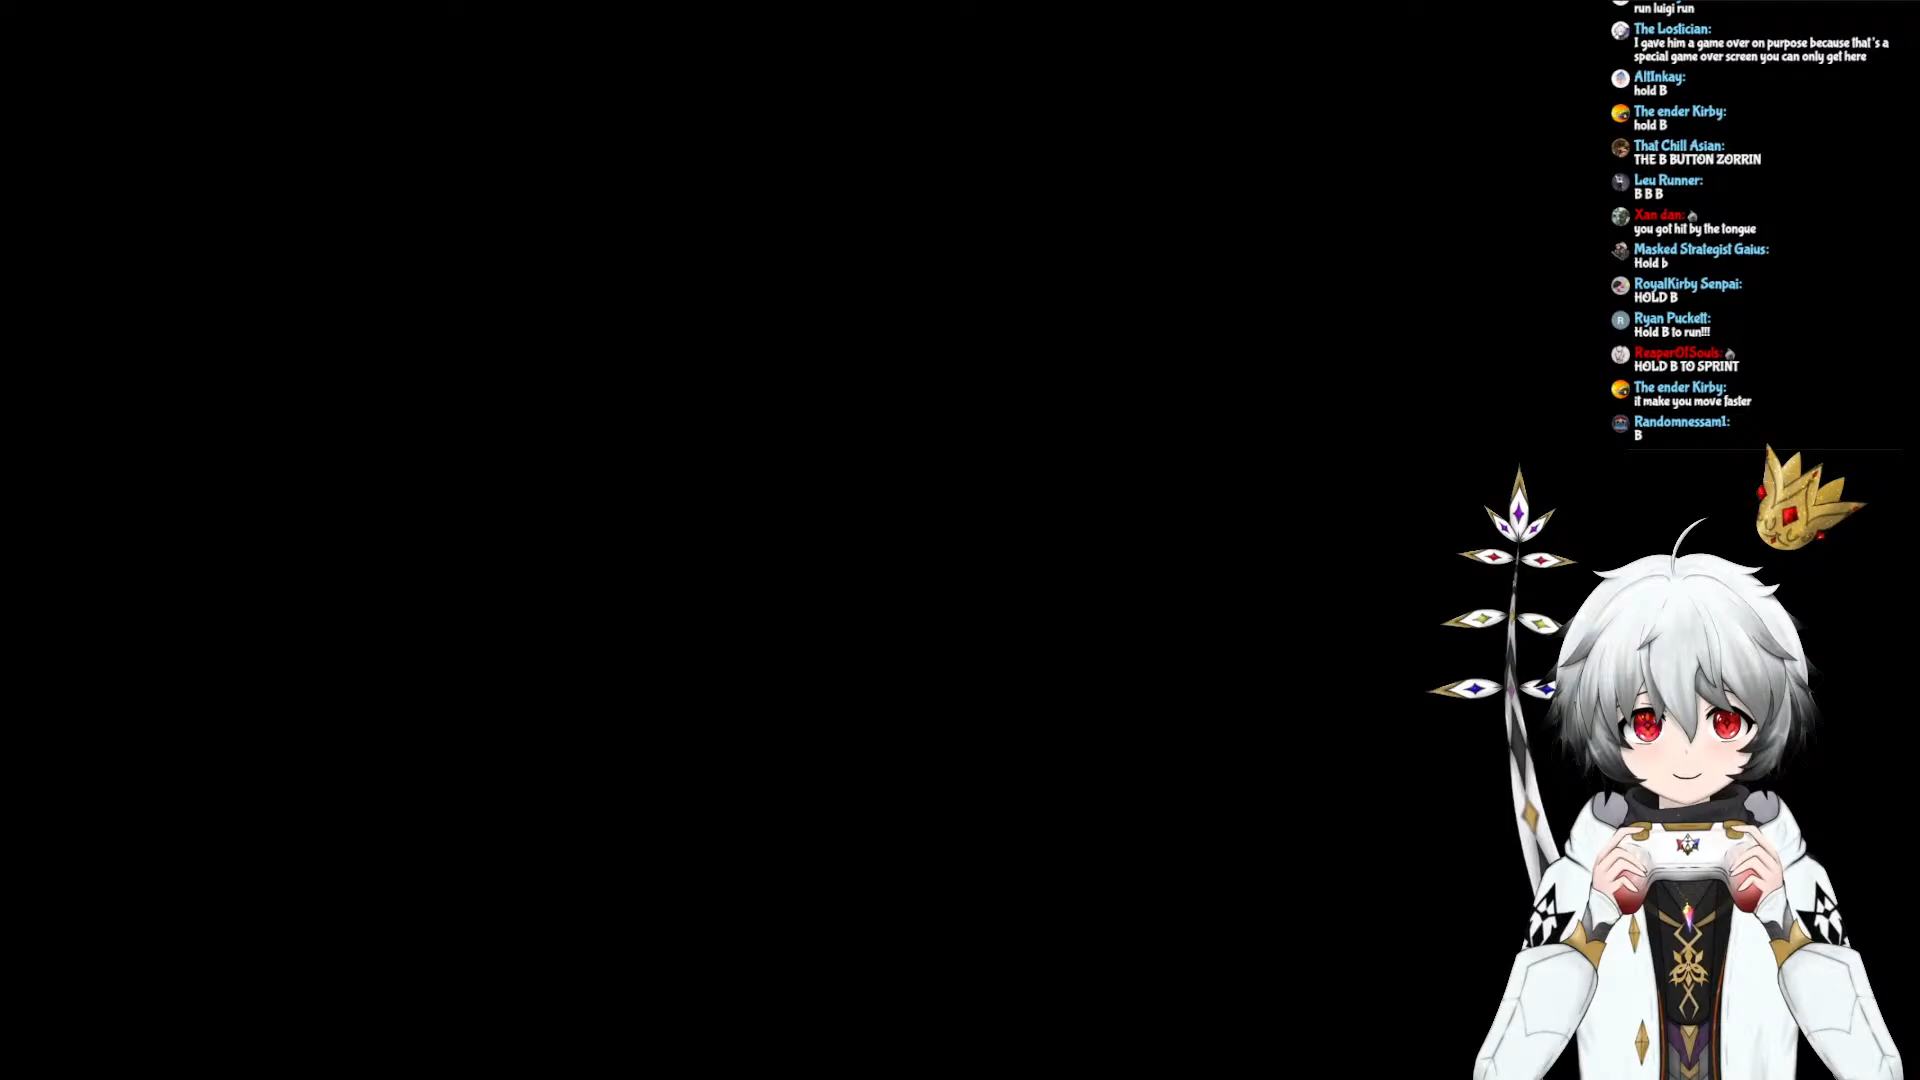 run luigi run
The Lostician:
I gave him a game over on purpose because that's a
special game over screen you can only get here
AltInkay:
hold B
The ender Kirby:
hold B
That Chill Asian:
THE B BUTTON ZORRIN
Leu Runner:
B B B
Xan dan:
you got hit by the tongue
Masked Strategist Gaius:
Hold b
RoyalKirby Senpai:
HOLD B
R
Ryan Puckett:
Hold B to run!!!
ReaperOfSouls:
HOLD B TO SPRINT
The ender Kirby:
it make you move faster
Randomnessam1:
B